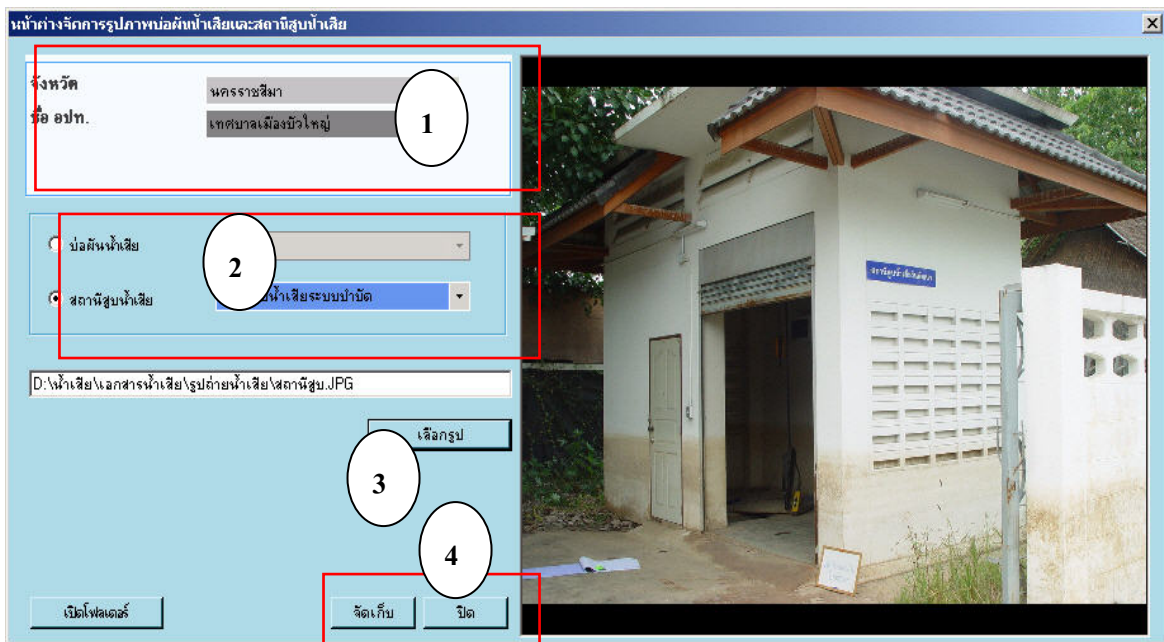 หน้าต่างจัดการรูปภาพบ่อผันน้ำเสียและสถานีสูบน้ำเสีย
จังหวัด นครราชสีมา
ชื่อ อปท. เทศบาลเมืองบัวใหญ่
1
บ่อผันน้ำเสีย
2
สถานีสูบน้ำเสีย น้ำเสียระบบบำบัด
D:\น้ำเสีย\เอกสารน้ำเสีย\รูปถ่ายน้ำเสีย\สถานีสูบ.JPG
เลือกรูป
3
4
เปิดโฟลเดอร์ จัดเก็บ ปิด